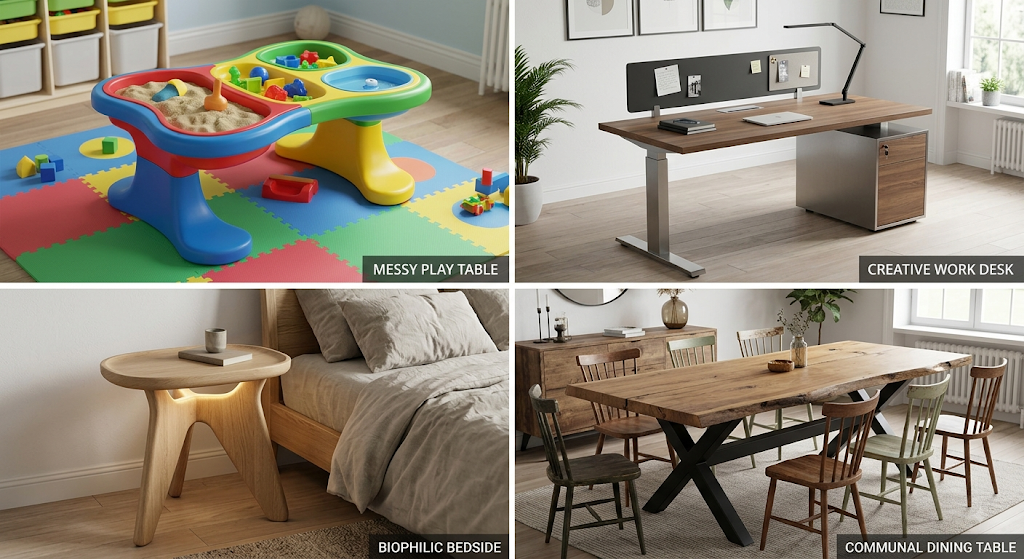 MESSY PLAY TABLE
CREATIVE WORK DESK
BIOPHILIC BEDSIDE
COMMUNAL DINING TABLE